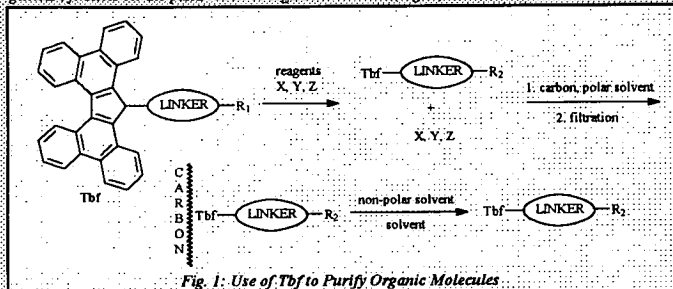 LINKER
R1
reagents
X, Y, Z
Tbf LINKER R2
+
X, Y, Z
1. carbon, polar solvent
2. filtration
Tbf
CARBON
Tbf LINKER R2
non-polar solvent
solvent
Tbf LINKER R2
Fig. 1: Use of Tbf to Purify Organic Molecules